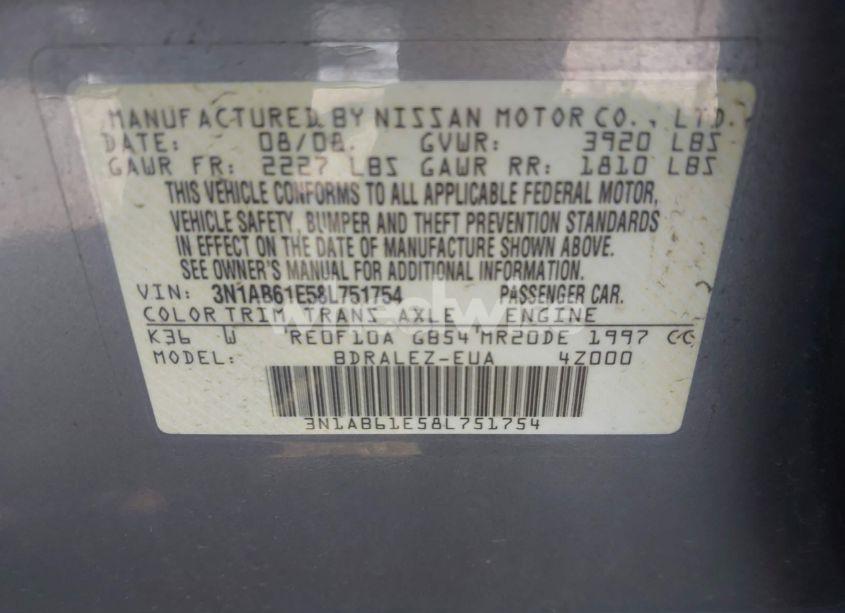 MANUFACTURED BY NISSAN MOTOR CO., LTD.
DATE: 08/08 GVWR: 3920 LBS
GAWR FR: 2227 LBS GAWR RR: 1810 LBS
THIS VEHICLE CONFORMS TO ALL APPLICABLE FEDERAL MOTOR,
VEHICLE SAFETY, BUMPER AND THEFT PREVENTION STANDARDS
IN EFFECT ON THE DATE OF MANUFACTURE SHOWN ABOVE.
SEE OWNER'S MANUAL FOR ADDITIONAL INFORMATION.
VIN: 3N1AB61E58L751754 PASSENGER CAR.
COLOR TRIM TRANS AXLE ENGINE
K36 W RE0F10A GB54 MR20DE 1997 CC
MODEL: BDRALEZ-EUA 4Z000
3N1AB61E58L751754